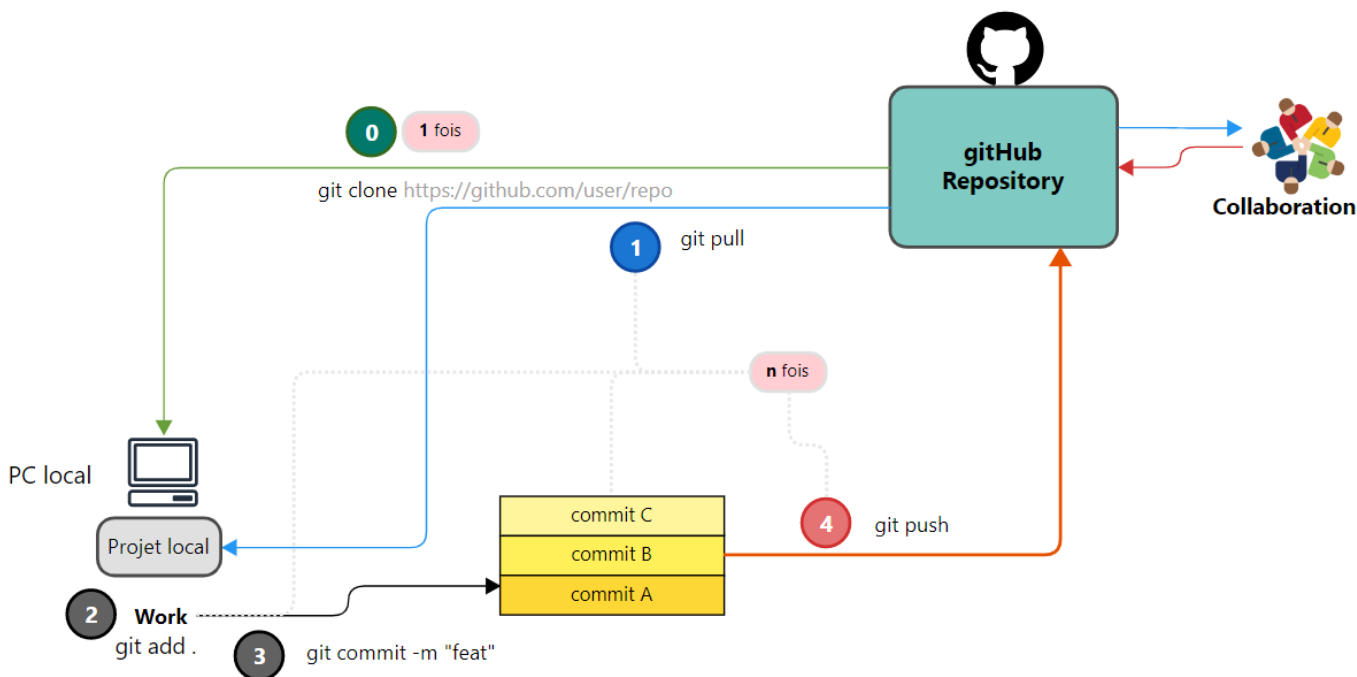 0
1 fois
git clone https://github.com/user/repo
gitHub
Repository
Collaboration
1
git pull
n fois
PC local
Projet local
commit C
commit B
commit A
4
git push
2
Work
git add .
3
git commit -m "feat"